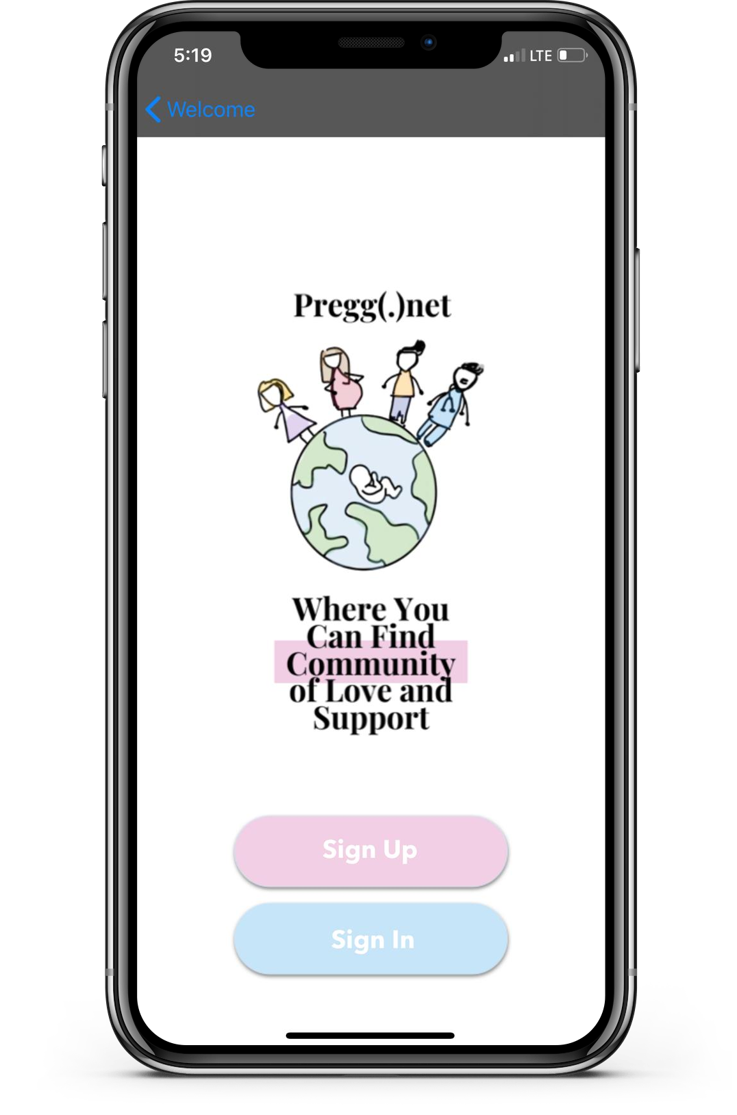 5:19
LTE
Welcome
Pregg(.)net
Where You
Can Find
Community
of Love and
Support
Sign Up
Sign In